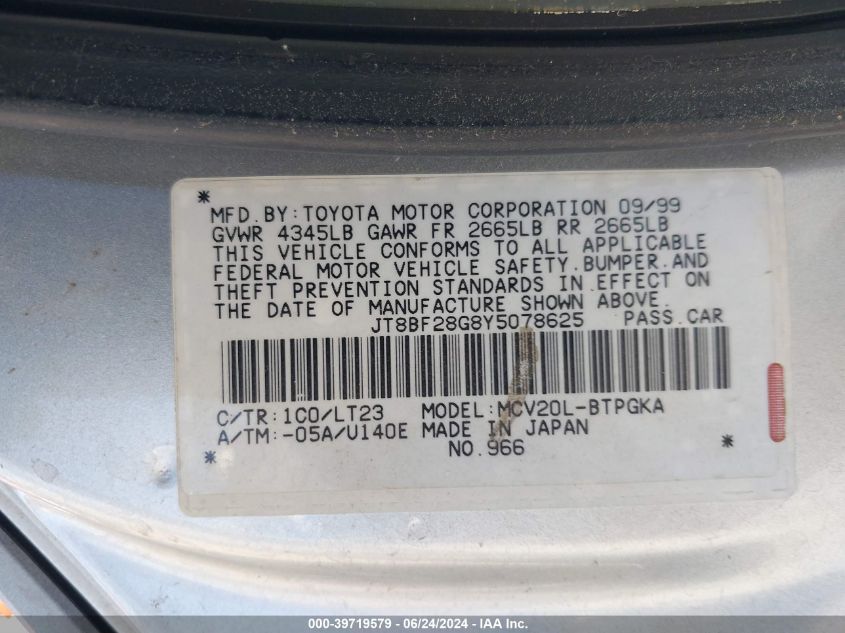 *
MFD.BY:TOYOTA MOTOR CORPORATION 09/99
GVWR 4345LB GAWR FR 2665LB RR 2665LB
THIS VEHICLE CONFORMS TO ALL APPLICABLE
FEDERAL MOTOR VEHICLE SAFETY.BUMPER.AND
THEFT PREVENTION STANDARDS IN EFFECT ON
THE DATE OF MANUFACTURE SHOWN ABOVE.
JT8BF28G8Y5078625 PASS.CAR
C/TR:1C0/LT23 MODEL:MCV20L-BTPGKA
A/TM:-05A/U140E MADE IN JAPAN
* NO.966 *
000-39719579 - 06/24/2024 - IAA Inc.